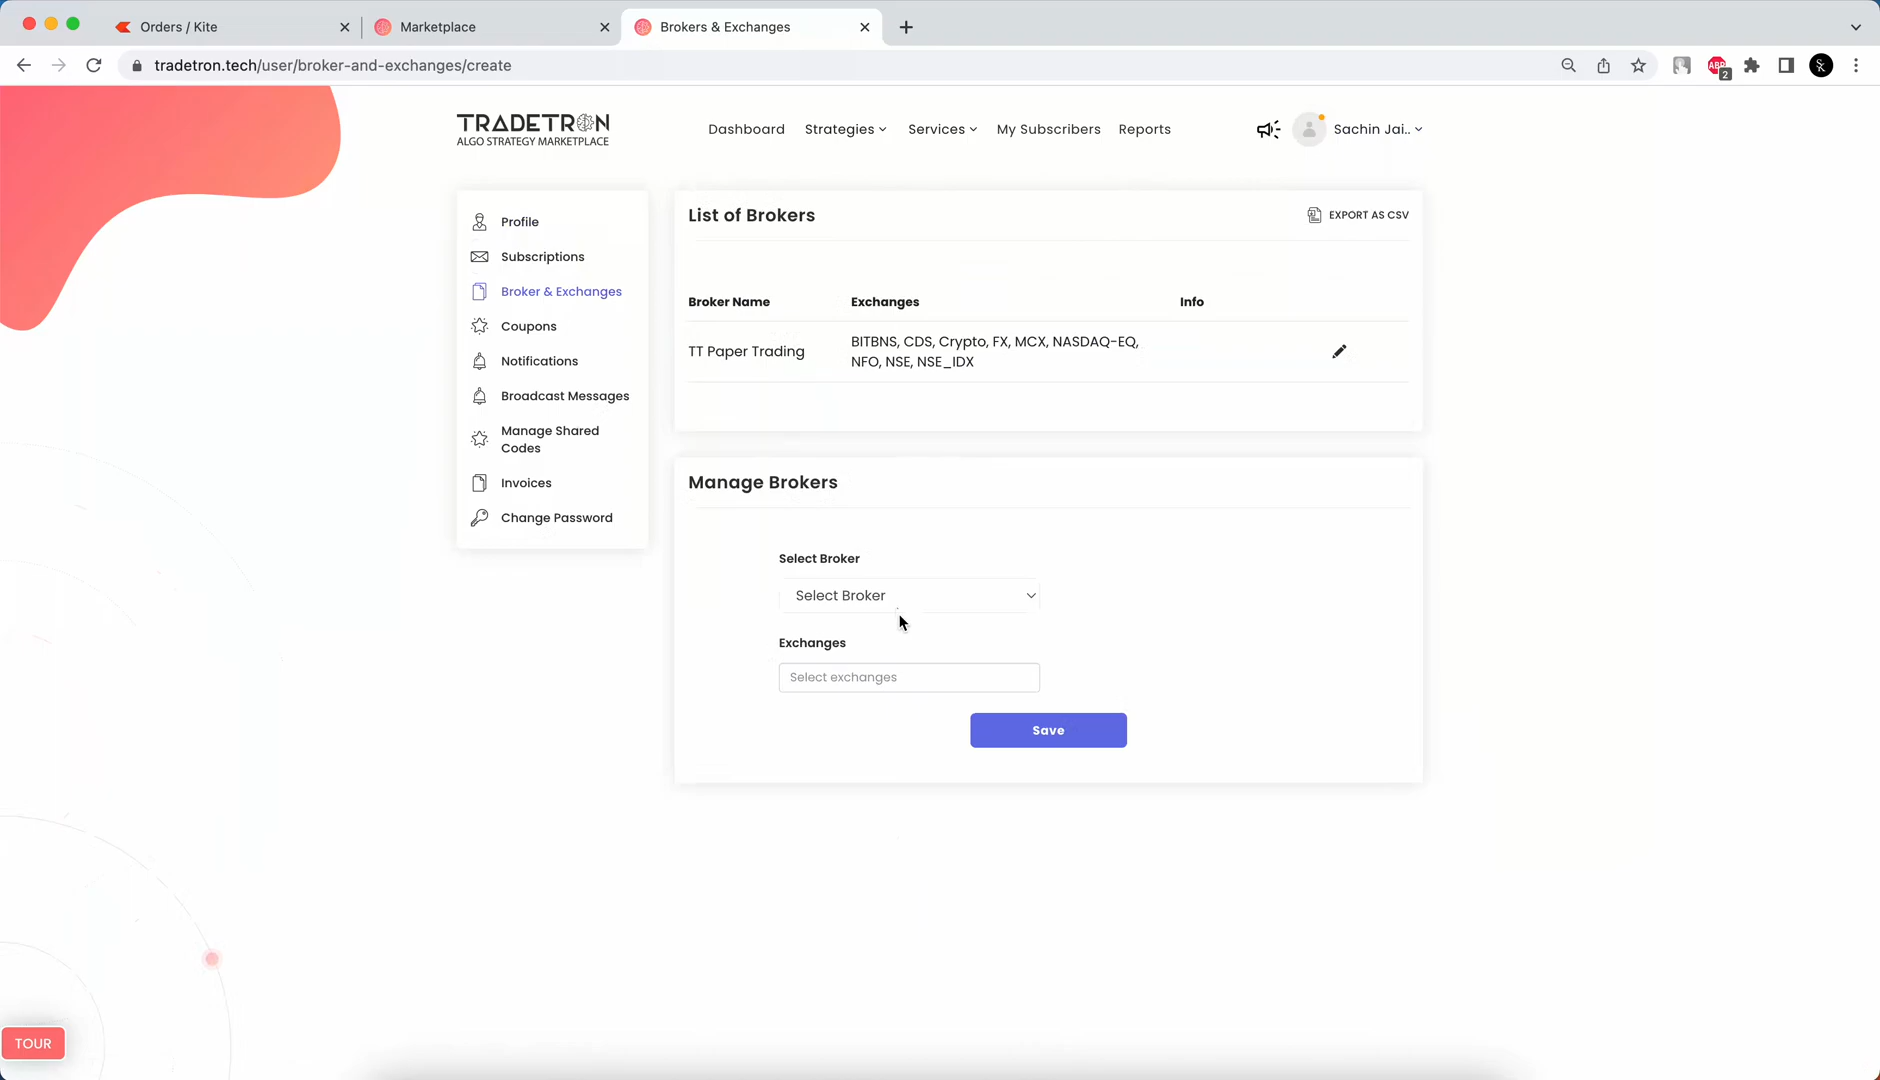 Orders / Kite
Marketplace
Brokers & Exchanges
tradetron.tech/user/broker-and-exchanges/create
ABP
2
TRADETRON
ALGO STRATEGY MARKETPLACE
Dashboard
Strategies
Services
My Subscribers
Reports
Sachin Jai..
Profile
Subscriptions
Broker & Exchanges
Coupons
Notifications
Broadcast Messages
Manage Shared
Codes
Invoices
Change Password
List of Brokers
EXPORT AS CSV
Broker Name
Exchanges
Info
TT Paper Trading
BITBNS, CDS, Crypto, FX, MCX, NASDAQ-EQ,
NFO, NSE, NSE_IDX
Manage Brokers
Select Broker
Select Broker
Exchanges
Select exchanges
Save
TOUR